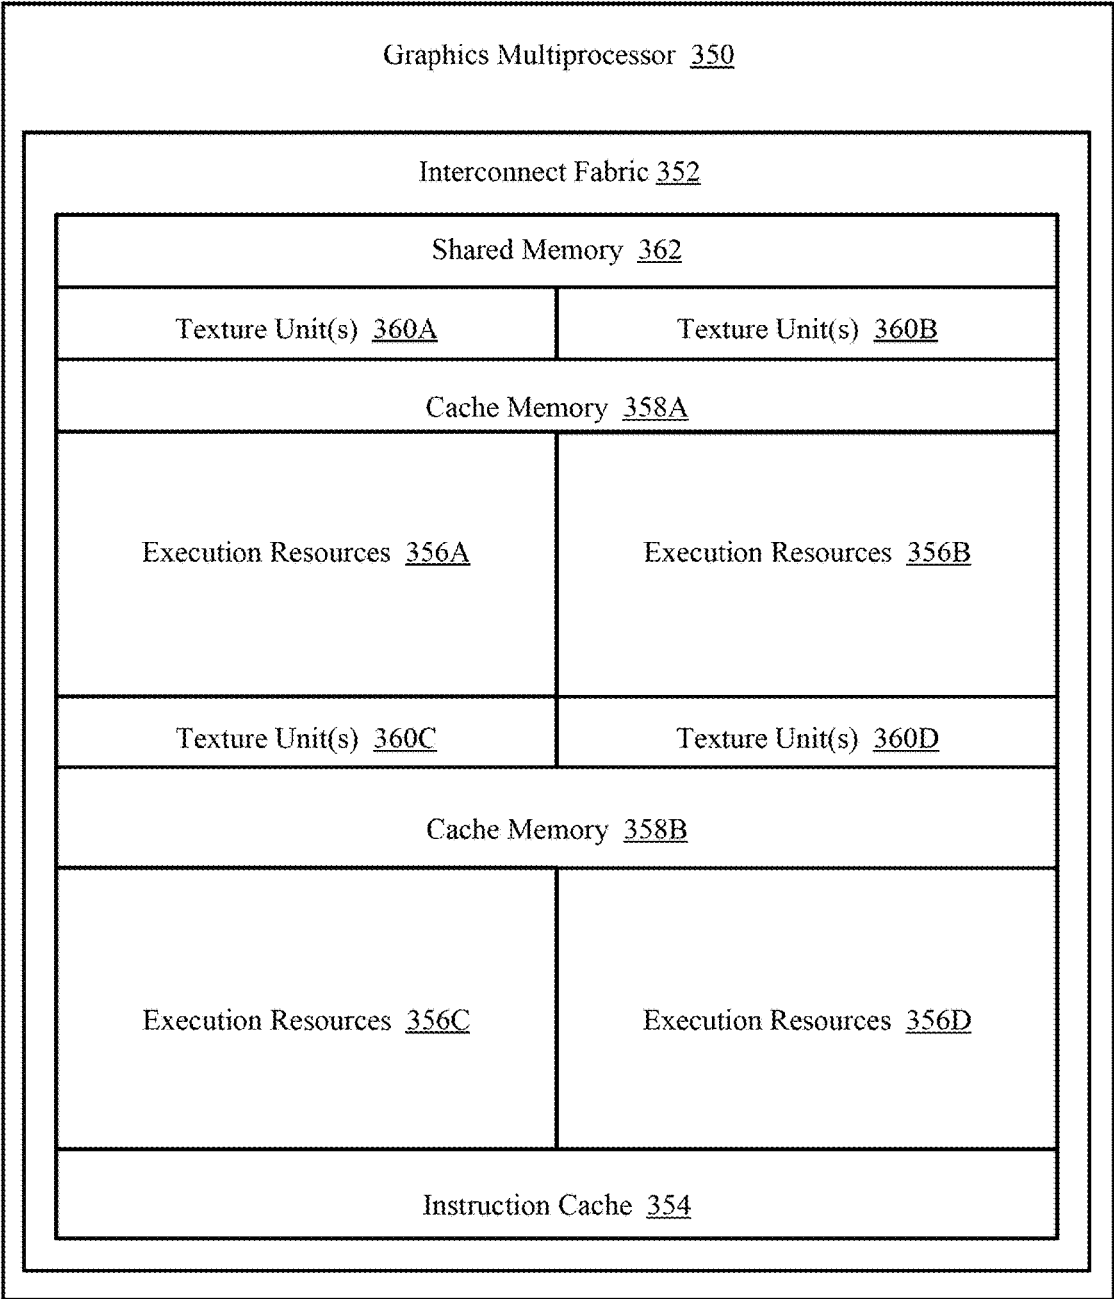 Graphics Multiprocessor 350
Interconnect Fabric 352
Shared Memory 362
Texture Unit(s) 360A
Texture Unit(s) 360B
Cache Memory 358A
Execution Resources 356A
Execution Resources 356B
Texture Unit(s) 360C
Texture Unit(s) 360D
Cache Memory 358B
Execution Resources 356C
Execution Resources 356D
Instruction Cache 354